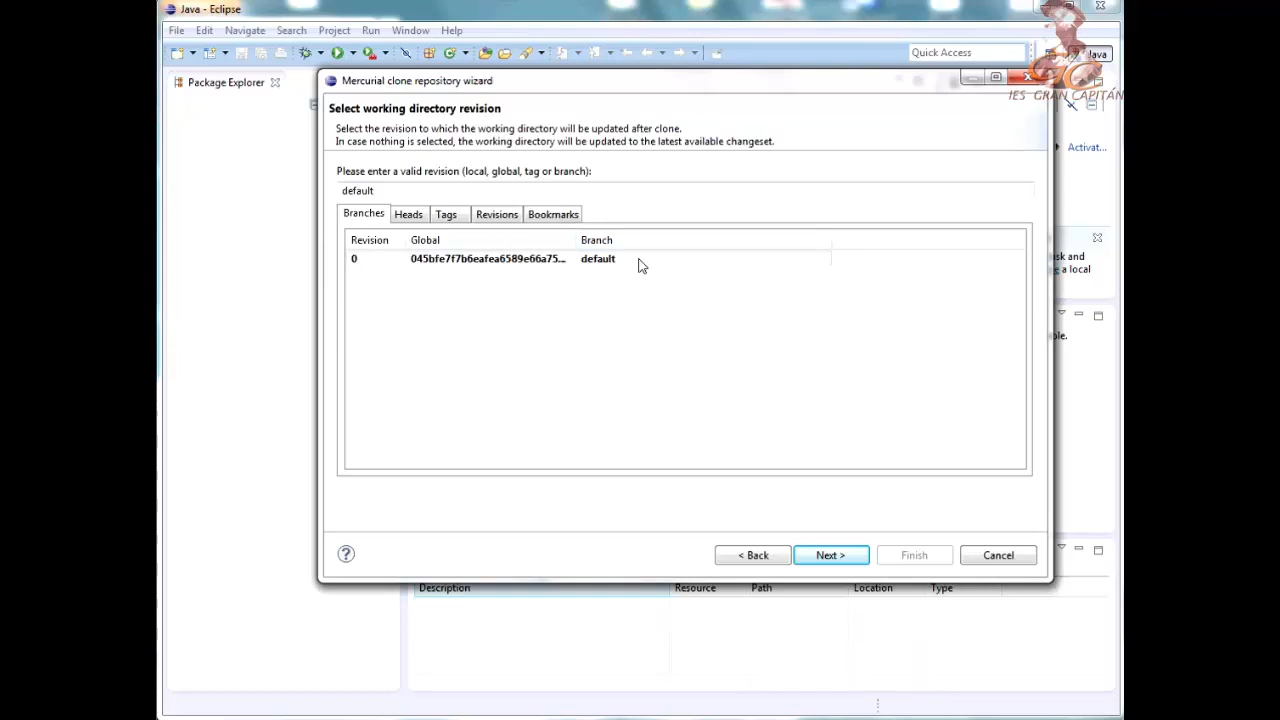 Java - Eclipse
File Edit Navigate Search Project Run Window Help
Quick Access
Java
Package Explorer
IES GRAN CAPITÁN
Mercurial clone repository wizard
Select working directory revision
Select the revision to which the working directory will be updated after clone.
In case nothing is selected, the working directory will be updated to the latest available changeset.
Activat...
Please enter a valid revision (local, global, tag or branch):
default
Branches Heads Tags Revisions Bookmarks
Revision Global Branch
0 045bfe7f7b6eafea6589e66a75... default
sk and
a local
ble.
? < Back Next > Finish Cancel
Description Resource Path Location Type